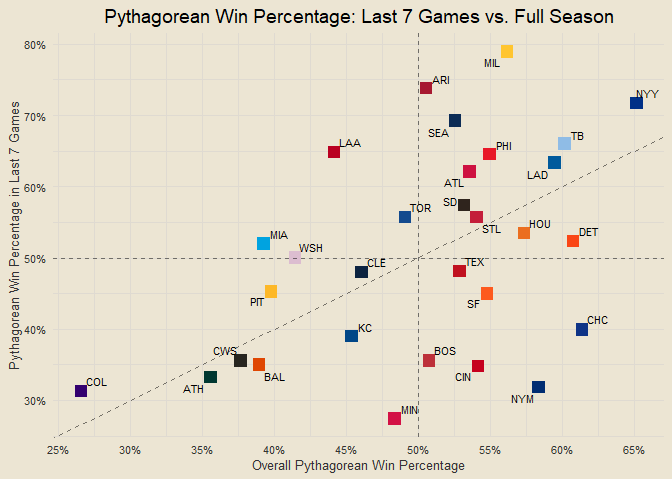 Pythagorean Win Percentage: Last 7 Games vs. Full Season
80%
MIL
ARI
NYY
70%
SEA
TB
LAA
PHI
LAD
ATL
60%
SD
TOR
STL
HOU
DET
MIA
WSH
50%
CLE
TEX
PIT
SF
CHC
40%
KC
CWS
BOS
BAL
CIN
COL
ATH
NYM
30%
MIN
25%
30%
35%
40%
45%
50%
55%
60%
65%
Overall Pythagorean Win Percentage
Pythagorean Win Percentage in Last 7 Games